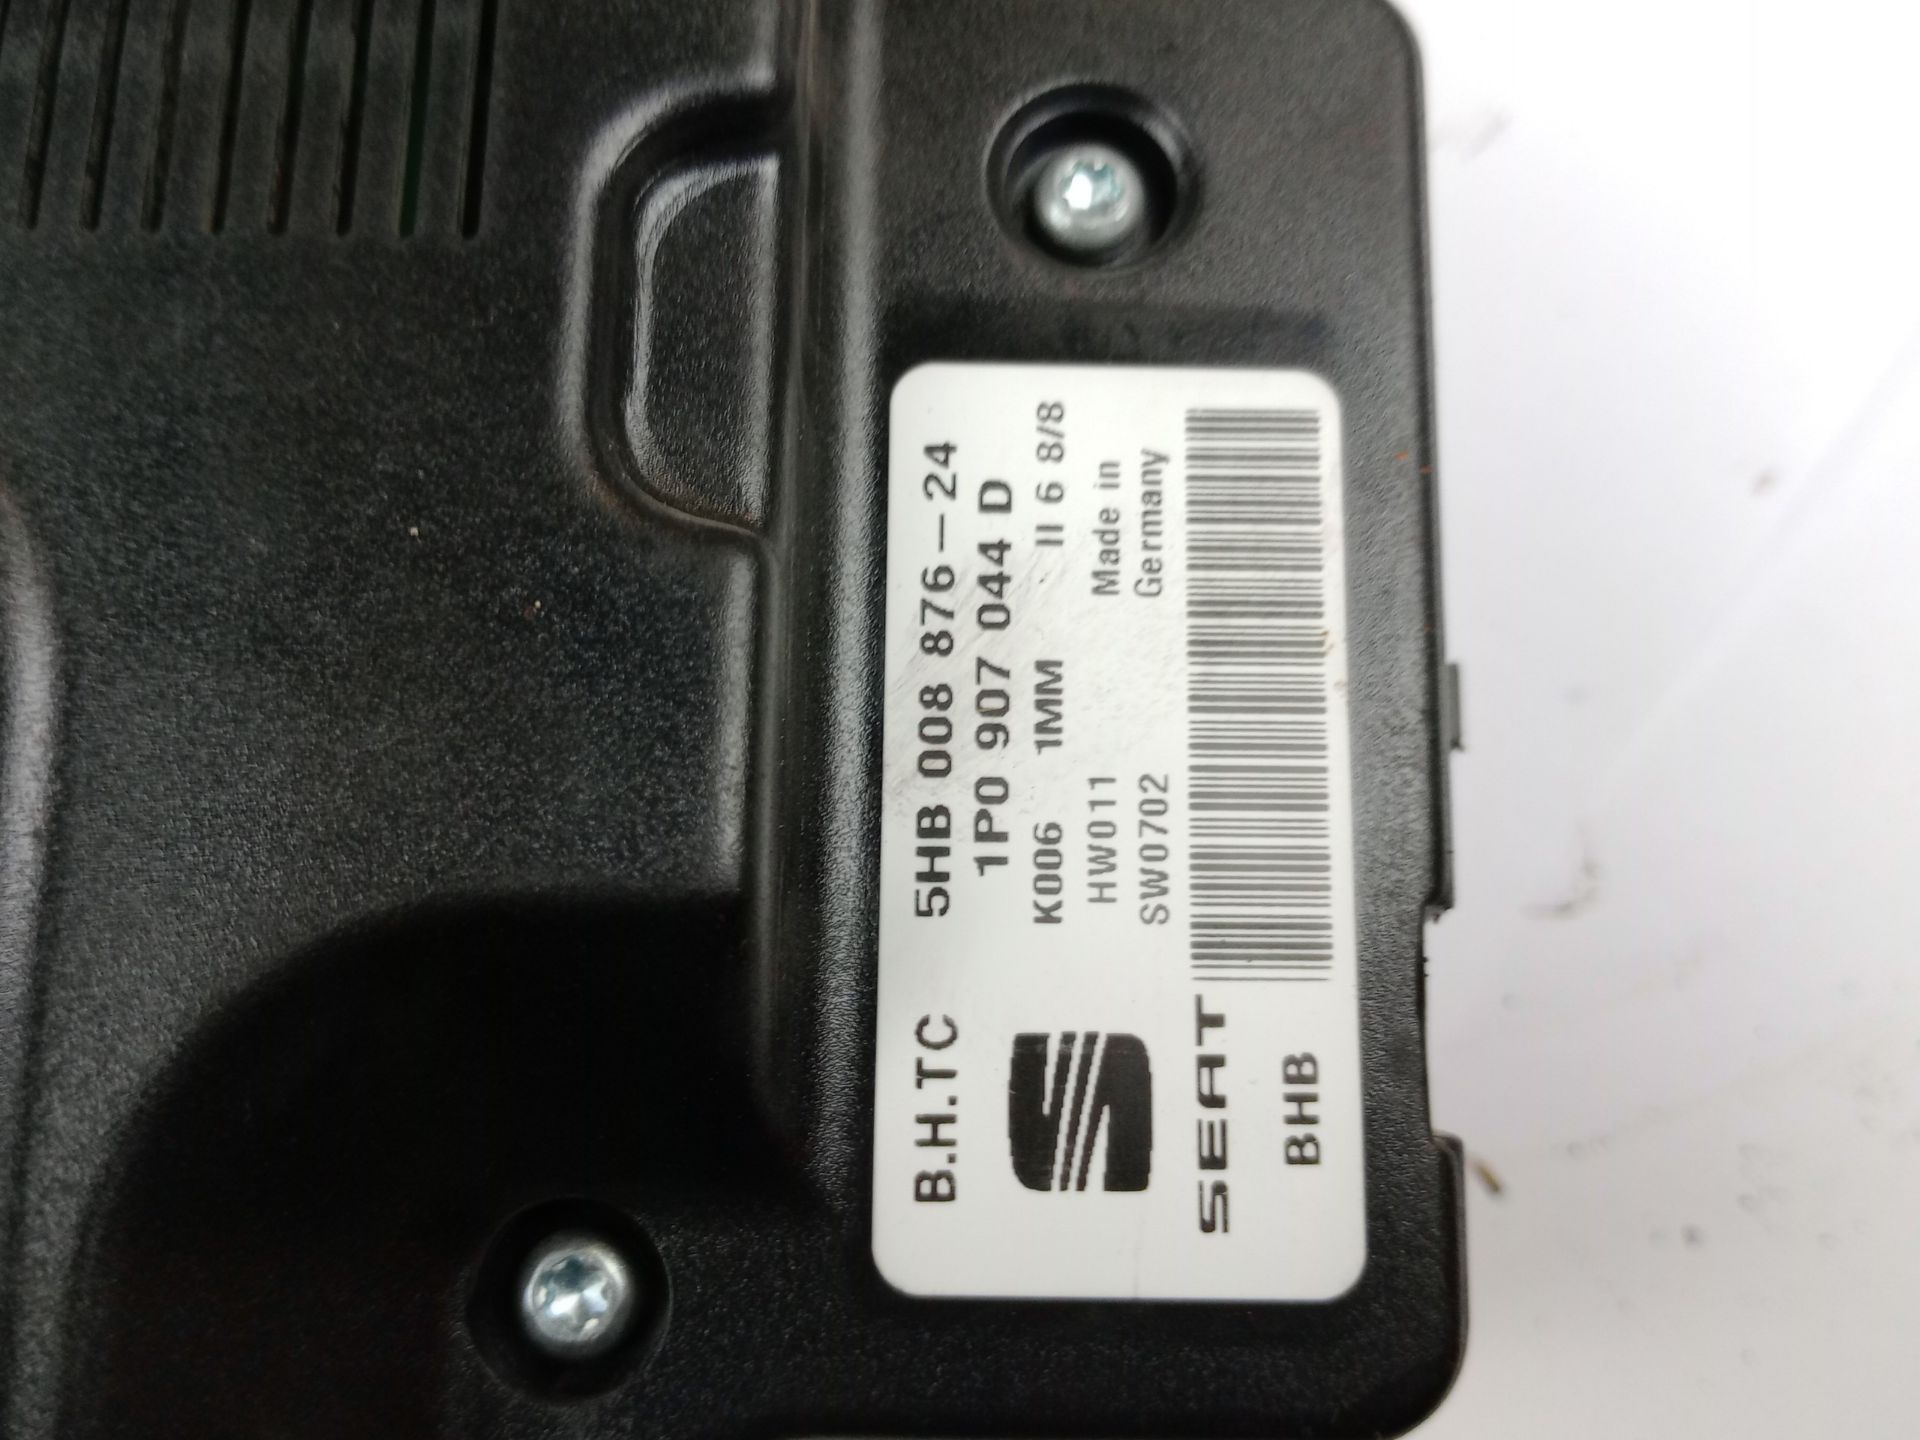 B.H.TC 5HB 008 876-24
1P0 907 044 D
K006 1MM II 6 8/8
HW011 Made in
SW0702 Germany
SEAT
BHB